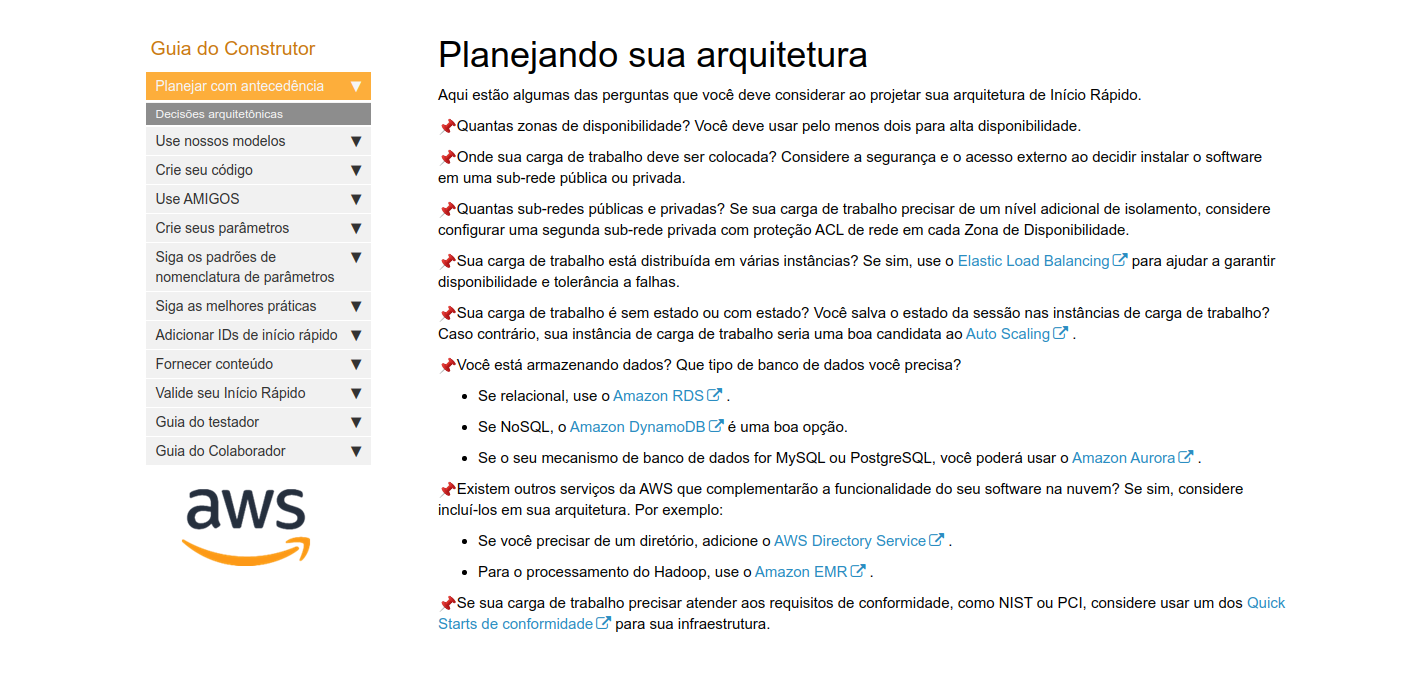 Guia do Construtor
Planejar com antecedência ▼
Decisões arquitetônicas
Use nossos modelos ▼
Crie seu código ▼
Use AMIGOS ▼
Crie seus parâmetros ▼
Siga os padrões de ▼
nomenclatura de parâmetros
Siga as melhores práticas ▼
Adicionar IDs de início rápido ▼
Fornecer conteúdo ▼
Valide seu Início Rápido ▼
Guia do testador ▼
Guia do Colaborador ▼
aws
Planejando sua arquitetura
Aqui estão algumas das perguntas que você deve considerar ao projetar sua arquitetura de Início Rápido.
📌Quantas zonas de disponibilidade? Você deve usar pelo menos dois para alta disponibilidade.
📌Onde sua carga de trabalho deve ser colocada? Considere a segurança e o acesso externo ao decidir instalar o software
em uma sub-rede pública ou privada.
📌Quantas sub-redes públicas e privadas? Se sua carga de trabalho precisar de um nível adicional de isolamento, considere
configurar uma segunda sub-rede privada com proteção ACL de rede em cada Zona de Disponibilidade.
📌Sua carga de trabalho está distribuída em várias instâncias? Se sim, use o Elastic Load Balancing para ajudar a garantir
disponibilidade e tolerância a falhas.
📌Sua carga de trabalho é sem estado ou com estado? Você salva o estado da sessão nas instâncias de carga de trabalho?
Caso contrário, sua instância de carga de trabalho seria uma boa candidata ao Auto Scaling .
📌Você está armazenando dados? Que tipo de banco de dados você precisa?
• Se relacional, use o Amazon RDS .
• Se NoSQL, o Amazon DynamoDB é uma boa opção.
• Se o seu mecanismo de banco de dados for MySQL ou PostgreSQL, você poderá usar o Amazon Aurora .
📌Existem outros serviços da AWS que complementarão a funcionalidade do seu software na nuvem? Se sim, considere
incluí-los em sua arquitetura. Por exemplo:
• Se você precisar de um diretório, adicione o AWS Directory Service .
• Para o processamento do Hadoop, use o Amazon EMR .
📌Se sua carga de trabalho precisar atender aos requisitos de conformidade, como NIST ou PCI, considere usar um dos Quick
Starts de conformidade para sua infraestrutura.